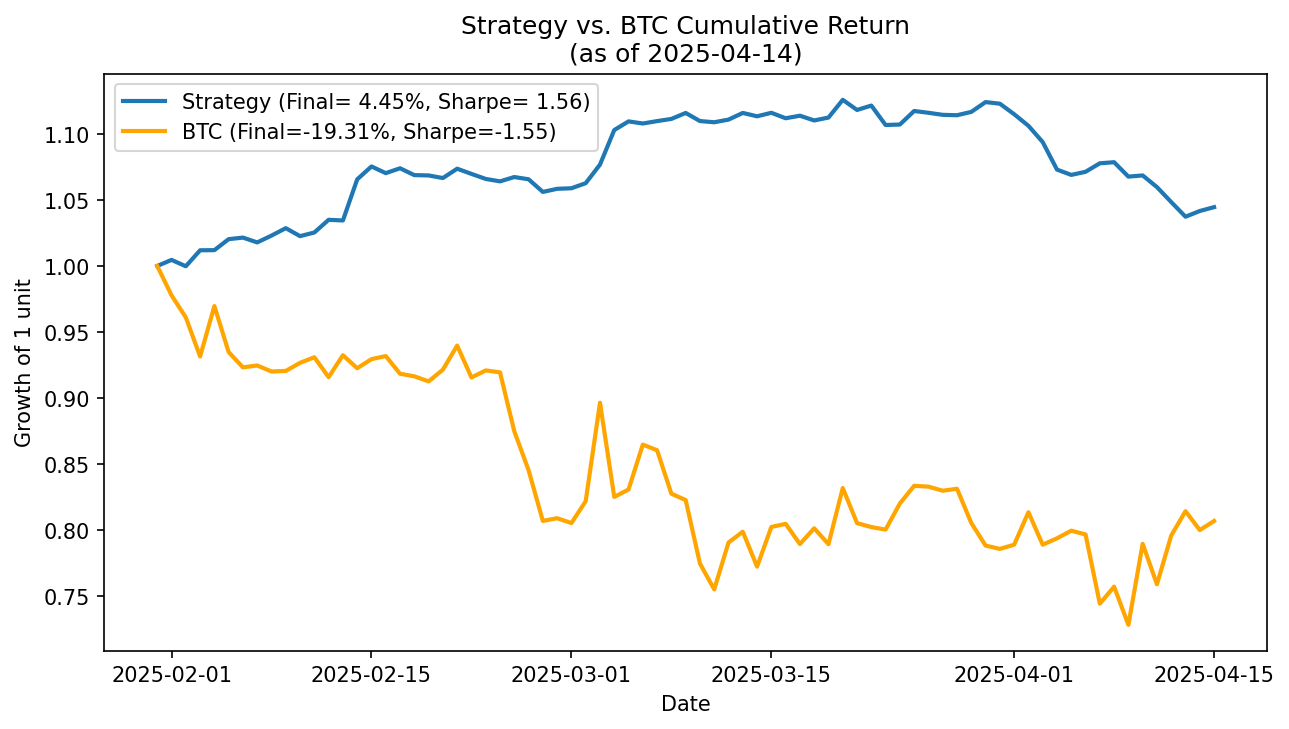 Strategy vs. BTC Cumulative Return
(as of 2025-04-14)
Strategy (Final= 4.45%, Sharpe= 1.56)
BTC (Final=-19.31%, Sharpe=-1.55)
Growth of 1 unit
1.10
1.05
1.00
0.95
0.90
0.85
0.80
0.75
2025-02-01 2025-02-15 2025-03-01 2025-03-15 2025-04-01 2025-04-15
Date